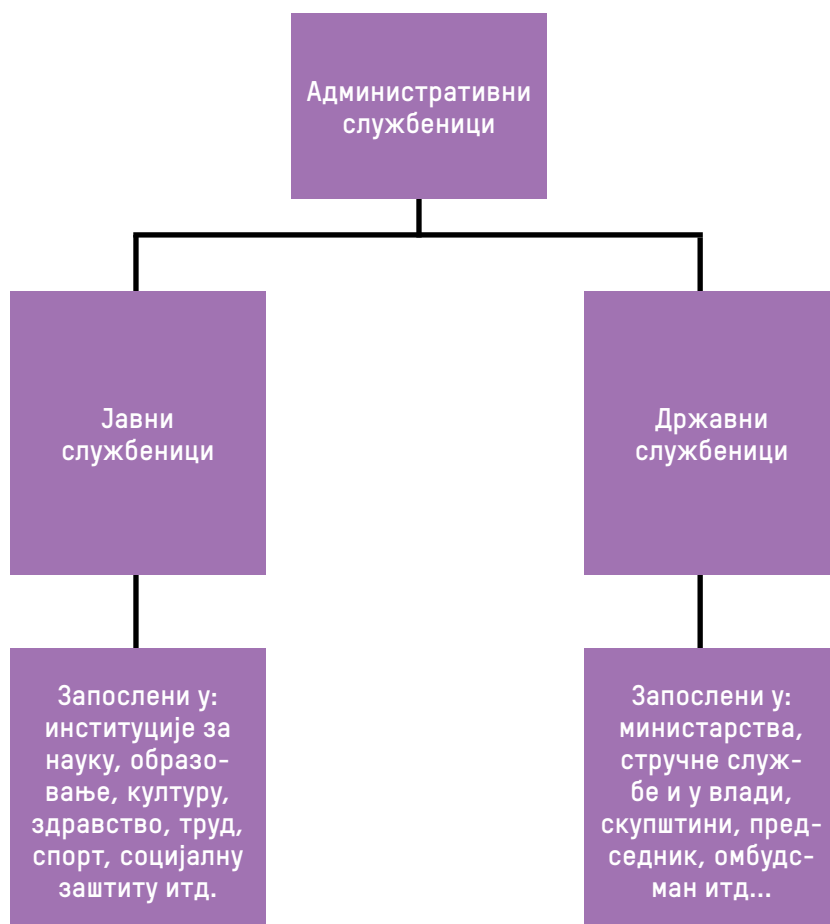 Административни
службеници
Јавни
службеници
Државни
службеници
Запослени у:
институције за
науку, образо-
вање, културу,
здравство, труд,
спорт, социјалну
заштиту итд.
Запослени у:
министарства,
стручне служ-
бе и у влади,
скупштини, пред-
седник, омбудс-
ман итд...